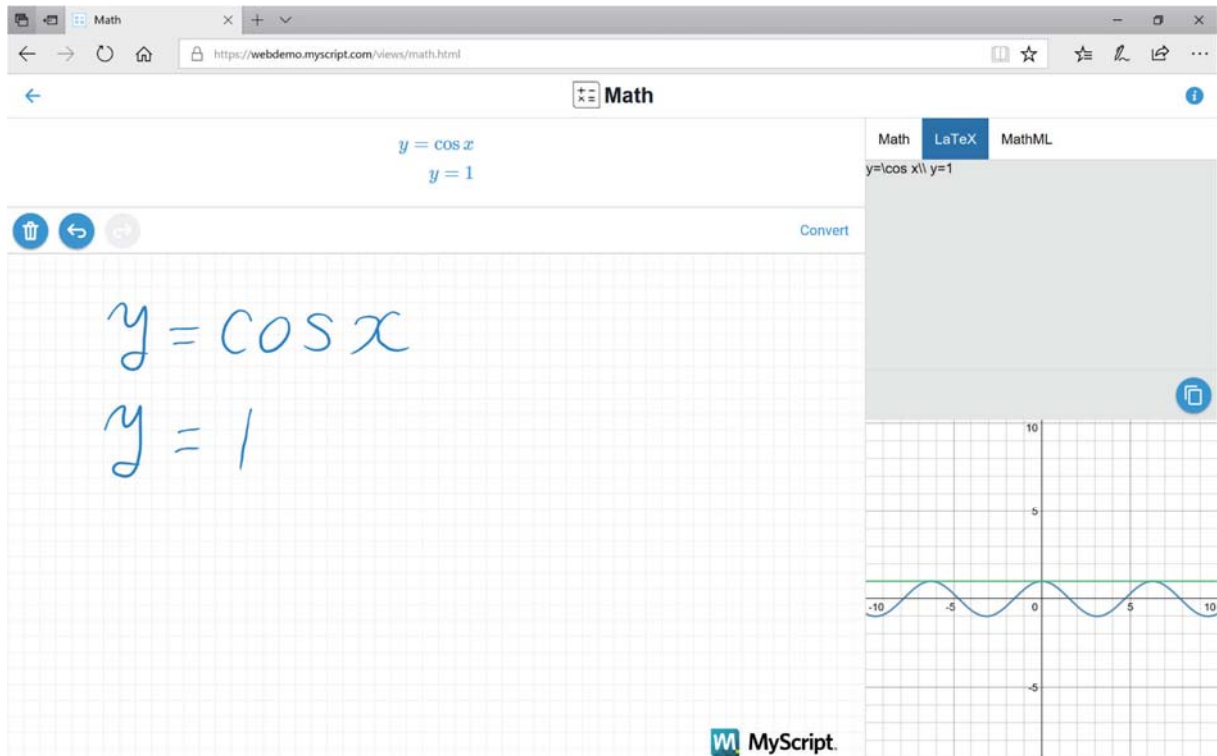 Math
https://webdemo.myscript.com/views/math.html
Math
y = cos x
y = 1
Math LaTeX MathML
y=\cos x\\ y=1
Convert
y = cos x
y = 1
10
5
-10 -5 0 5 10
-5
MyScript.